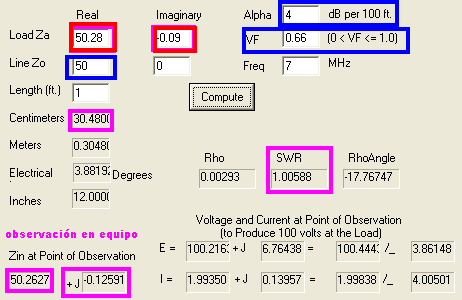 Real Imaginary Alpha 4 dB per 100 ft.
Load Za 50.28 -0.09 VF 0.66 (0 < VF <= 1.0)
Line Zo 50 0 Freq 7 MHz
Length (ft.) 1 Compute
Centimeters 30.4800
Meters 0.30480
Electrical 3.88192 Degrees
Inches 12.0000
Rho SWR RhoAngle
0.00293 1.00588 -17.76747
observación en equipo
Zin at Point of Observation
50.2627 + J -0.12591
Voltage and Current at Point of Observation
(to Produce 100 volts at the Load)
E = 100.2163 + J 6.76438 = 100.4443 /_ 3.86148
I = 1.99350 + J 0.13957 = 1.99838 /_ 4.00501